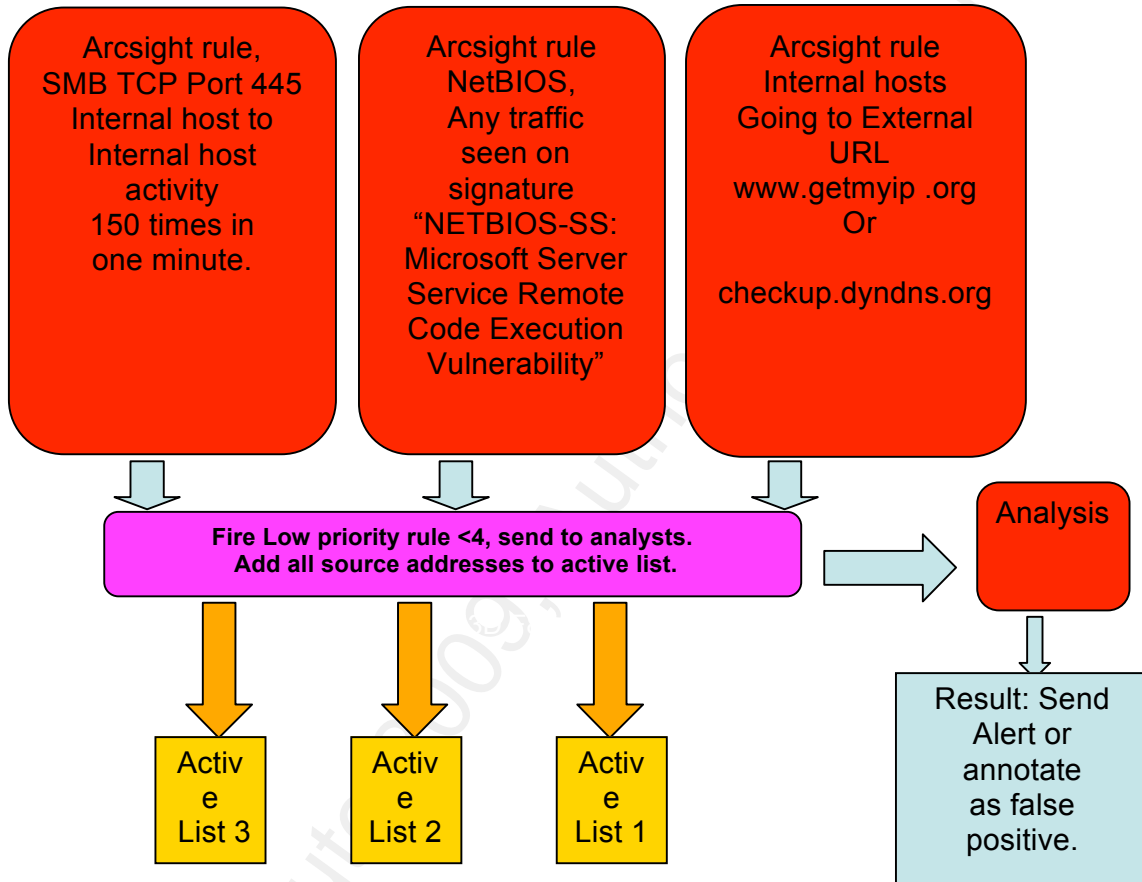 Arcsight rule,
SMB TCP Port 445
Internal host to
Internal host
activity
150 times in
one minute.
Arcsight rule
NetBIOS,
Any traffic
seen on
signature
“NETBIOS-SS:
Microsoft Server
Service Remote
Code Execution
Vulnerability”
Arcsight rule
Internal hosts
Going to External
URL
www.getmyip .org
Or
checkup.dyndns.org
Fire Low priority rule <4, send to analysts.
Add all source addresses to active list.
Analysis
Activ
e
List 3
Activ
e
List 2
Activ
e
List 1
Result: Send
Alert or
annotate
as false
positive.